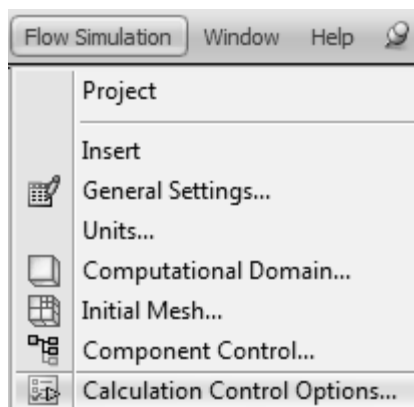 Flow Simulation Window Help
Project
Insert
General Settings...
Units...
Computational Domain...
Initial Mesh...
Component Control...
Calculation Control Options...